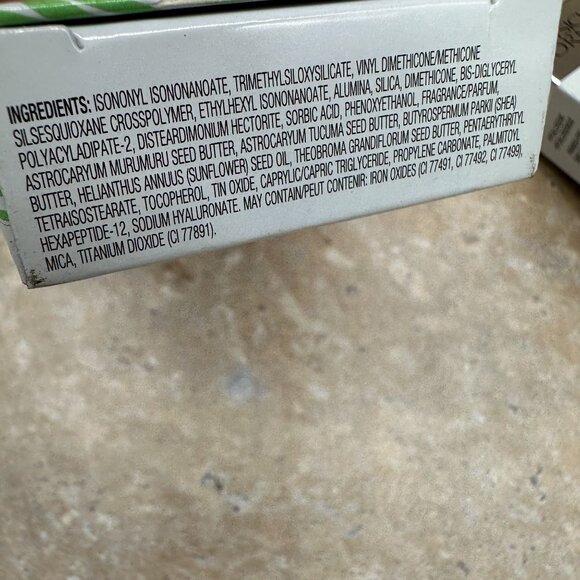 INGREDIENTS: ISONONYL ISONONANOATE, TRIMETHYLSILOXYSILICATE, VINYL DIMETHICONE/METHICONE
SILSESQUIOXANE CROSSPOLYMER, ETHYLHEXYL ISONONANOATE, ALUMINA, SILICA, DIMETHICONE, BIS-DIGLYCERYL
POLYACYLADIPATE-2, DISTEARDIMONIUM HECTORITE, SORBIC ACID, PHENOXYETHANOL, FRAGRANCE/PARFUM,
ASTROCARYUM MURUMURU SEED BUTTER, ASTROCARYUM TUCUMA SEED BUTTER, BUTYROSPERMUM PARKII (SHEA)
BUTTER, HELIANTHUS ANNUUS (SUNFLOWER) SEED OIL, THEOBROMA GRANDIFLORUM SEED BUTTER, PENTAERYTHRITYL
TETRAISOSTEARATE, TOCOPHEROL, TIN OXIDE, CAPRYLIC/CAPRIC TRIGLYCERIDE, PROPYLENE CARBONATE, PALMITOYL
HEXAPEPTIDE-12, SODIUM HYALURONATE. MAY CONTAIN/PEUT CONTENIR: IRON OXIDES (CI 77491, CI 77492, CI 77499),
MICA, TITANIUM DIOXIDE (CI 77891).